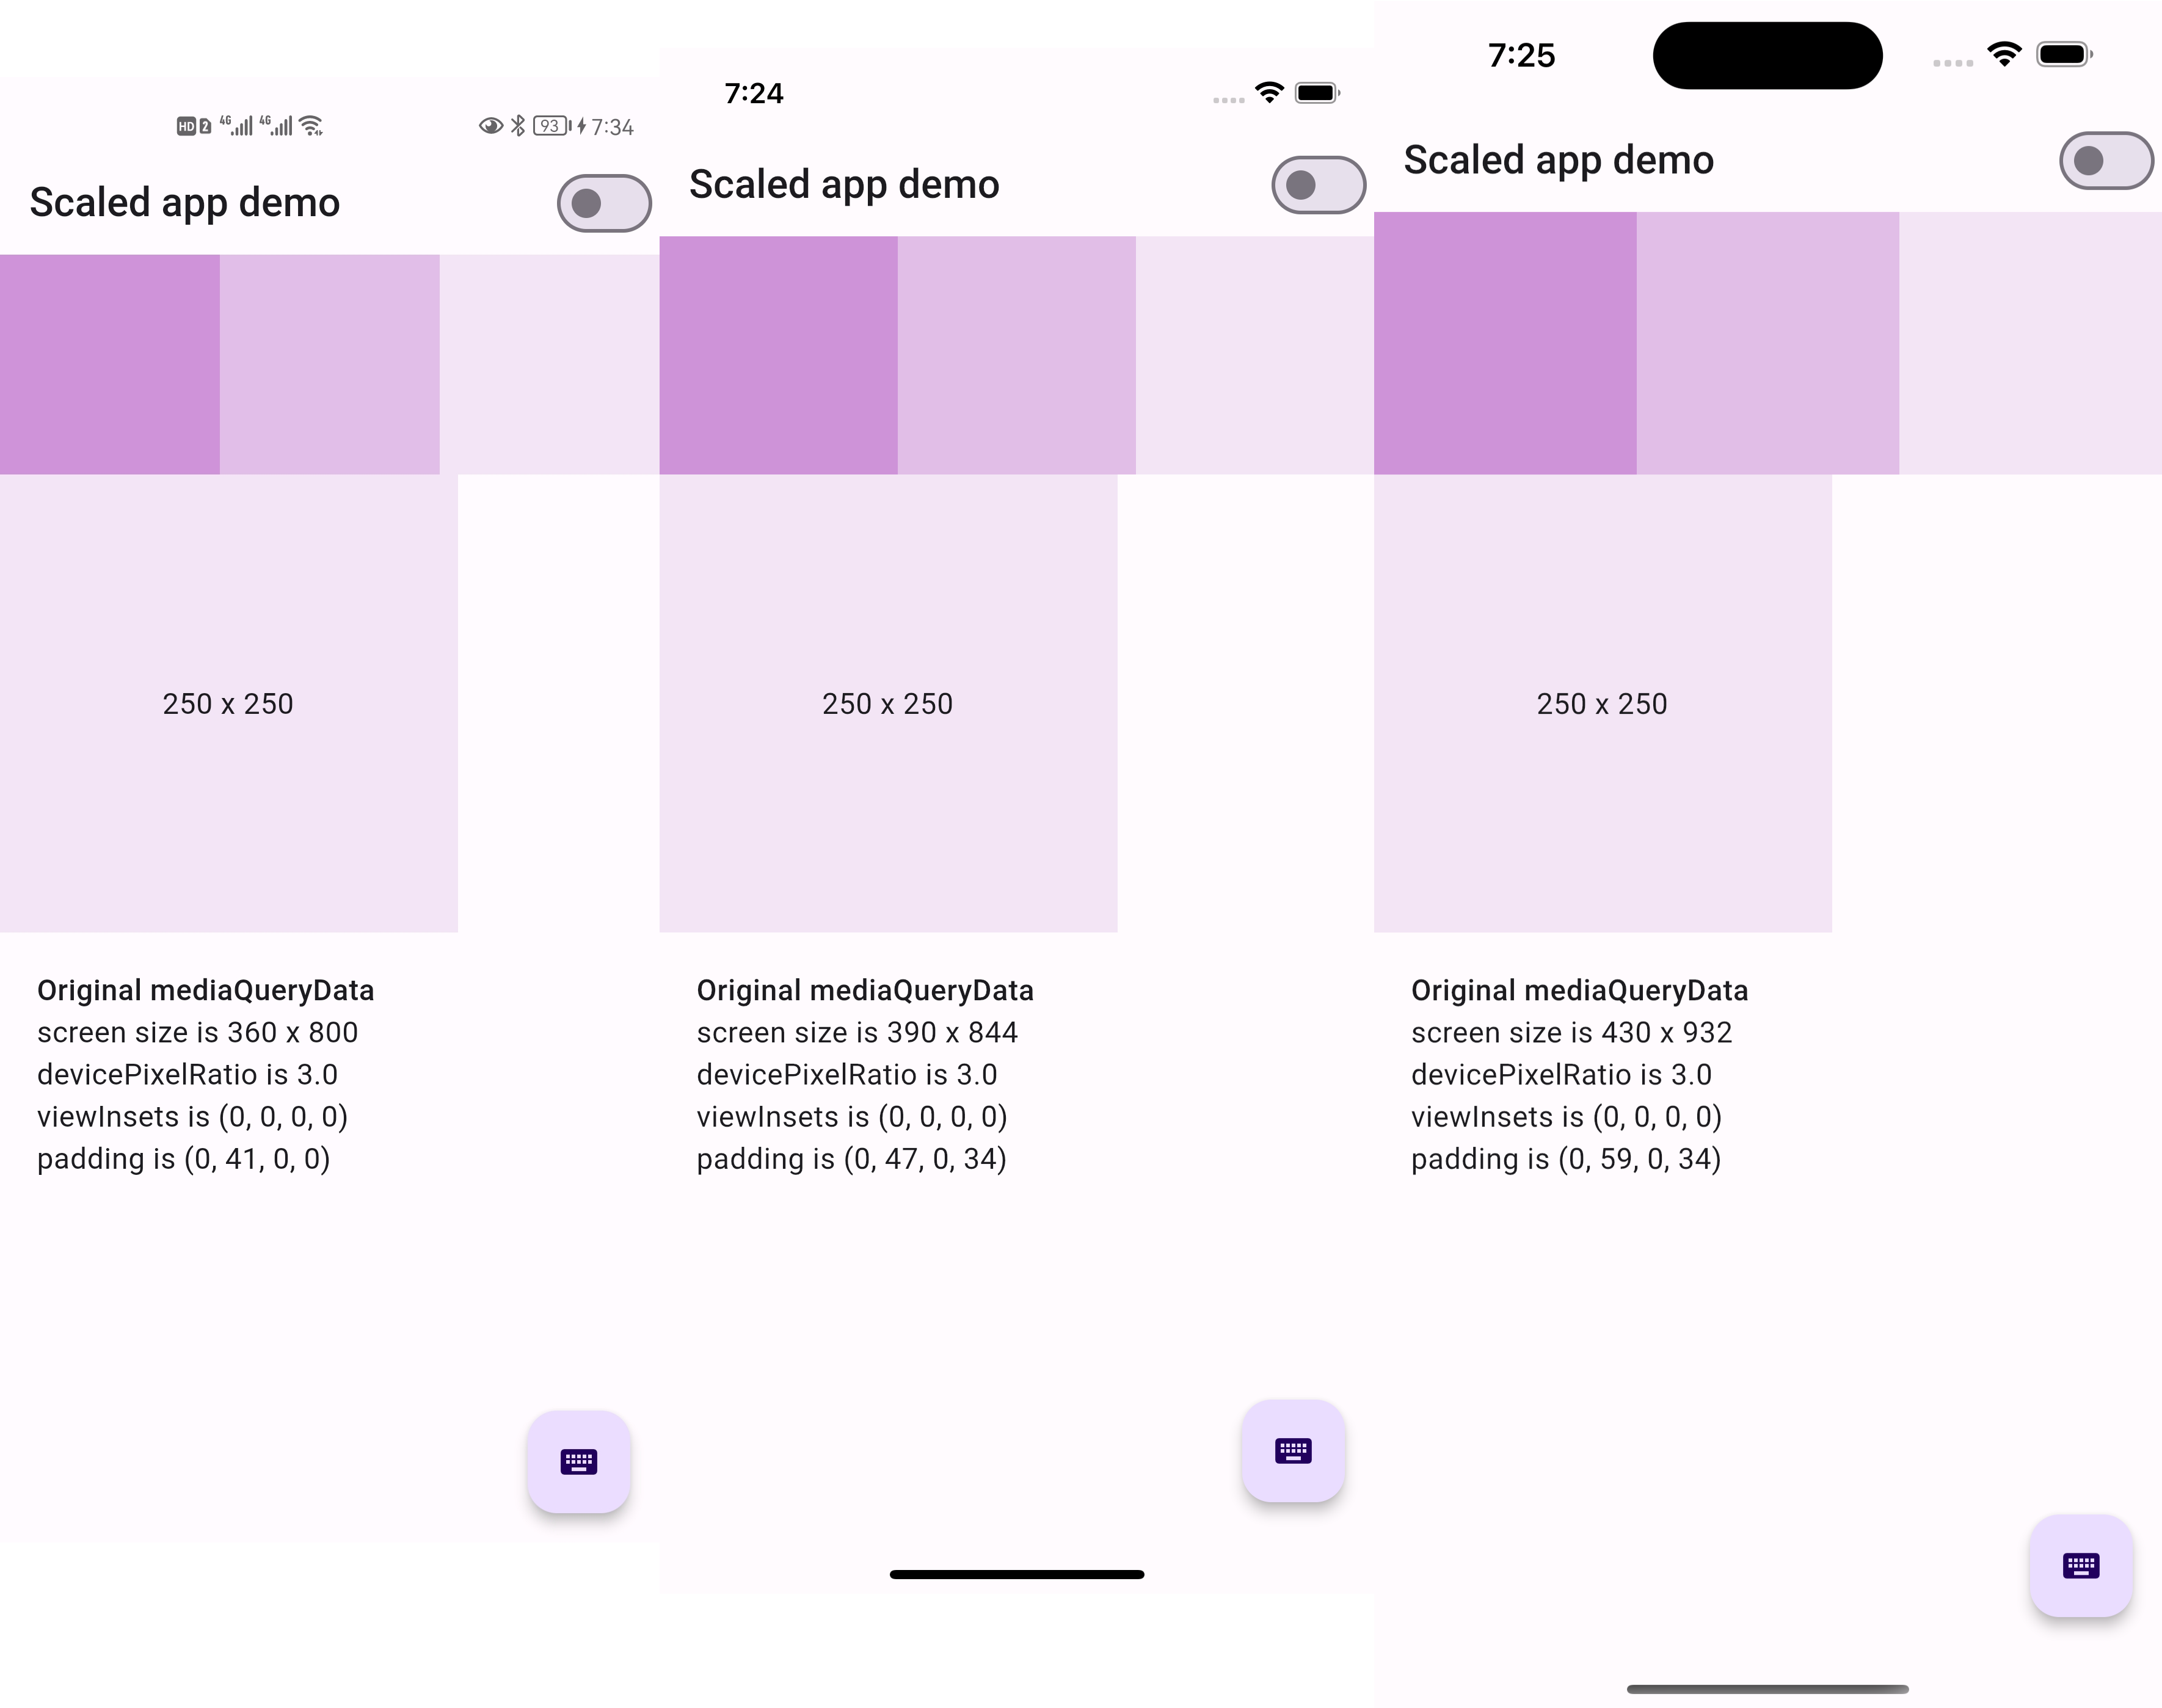 HD 2 4G 4G 93 7:34
Scaled app demo
250 x 250
Original mediaQueryData
screen size is 360 x 800
devicePixelRatio is 3.0
viewInsets is (0, 0, 0, 0)
padding is (0, 41, 0, 0)
7:24
Scaled app demo
250 x 250
Original mediaQueryData
screen size is 390 x 844
devicePixelRatio is 3.0
viewInsets is (0, 0, 0, 0)
padding is (0, 47, 0, 34)
7:25
Scaled app demo
250 x 250
Original mediaQueryData
screen size is 430 x 932
devicePixelRatio is 3.0
viewInsets is (0, 0, 0, 0)
padding is (0, 59, 0, 34)